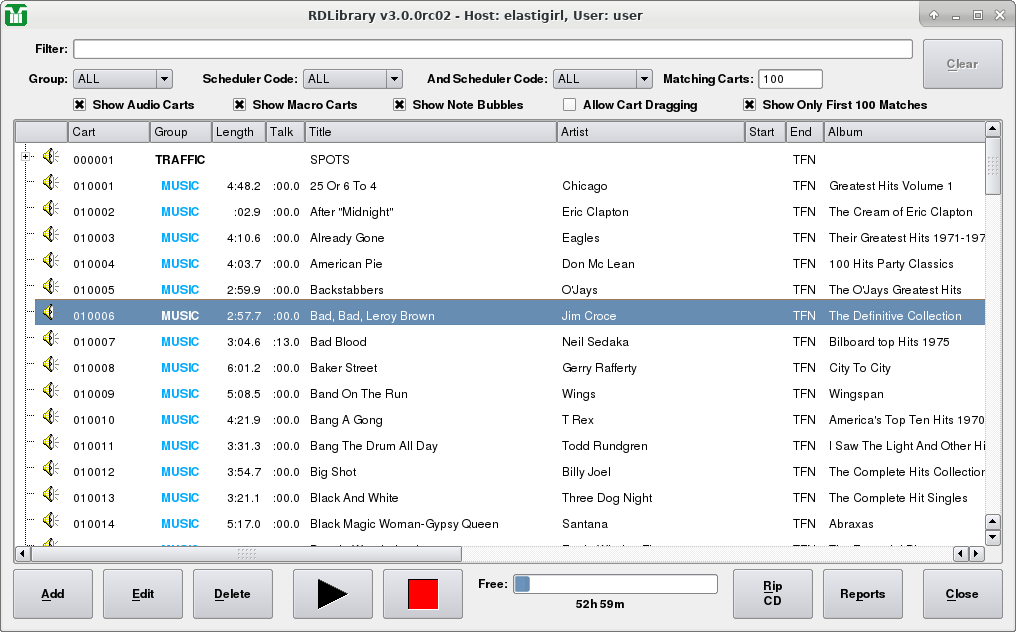 RDLibrary v3.0.0rc02 - Host: elastigirl, User: user
Filter:
Clear
Group: ALL Scheduler Code: ALL And Scheduler Code: ALL Matching Carts: 100
Show Audio Carts Show Macro Carts Show Note Bubbles Allow Cart Dragging Show Only First 100 Matches
Cart Group Length Talk Title Artist Start End Album
000001 TRAFFIC SPOTS TFN
010001 MUSIC 4:48.2 :00.0 25 Or 6 To 4 Chicago TFN Greatest Hits Volume 1
010002 MUSIC :02.9 :00.0 After "Midnight" Eric Clapton TFN The Cream of Eric Clapton
010003 MUSIC 4:10.6 :00.0 Already Gone Eagles TFN Their Greatest Hits 1971-197
010004 MUSIC 4:03.7 :00.0 American Pie Don Mc Lean TFN 100 Hits Party Classics
010005 MUSIC 2:59.9 :00.0 Backstabbers O'Jays TFN The O'Jays Greatest Hits
010006 MUSIC 2:57.7 :00.0 Bad, Bad, Leroy Brown Jim Croce TFN The Definitive Collection
010007 MUSIC 3:04.6 :13.0 Bad Blood Neil Sedaka TFN Bilboard top Hits 1975
010008 MUSIC 6:01.2 :00.0 Baker Street Gerry Rafferty TFN City To City
010009 MUSIC 5:08.5 :00.0 Band On The Run Wings TFN Wingspan
010010 MUSIC 4:21.9 :00.0 Bang A Gong T Rex TFN America's Top Ten Hits 1970
010011 MUSIC 3:31.3 :00.0 Bang The Drum All Day Todd Rundgren TFN I Saw The Light And Other Hi
010012 MUSIC 3:54.7 :00.0 Big Shot Billy Joel TFN The Complete Hits Collection
010013 MUSIC 3:21.1 :00.0 Black And White Three Dog Night TFN The Complete Hit Singles
010014 MUSIC 5:17.0 :00.0 Black Magic Woman-Gypsy Queen Santana TFN Abraxas
Add Edit Delete Free: Rip CD Reports Close
52h 59m